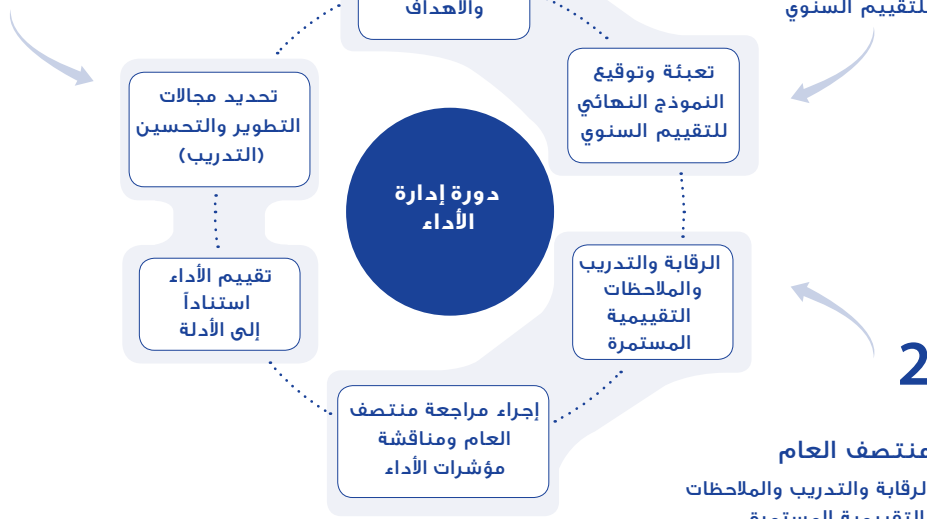 للتقييم السنوي
والأهداف
تعبئة وتوقيع
النموذج النهائي
للتقييم السنوي
تحديد مجالات
التطوير والتحسين
(التدريب)
دورة إدارة
الأداء
الرقابة والتدريب
والملاحظات
التقييمية
المستمرة
تقييم الأداء
استناداً
إلى الأدلة
2
إجراء مراجعة منتصف
العام ومناقشة
مؤشرات الأداء
منتصف العام
الرقابة والتدريب والملاحظات
التقييمية المستمرة